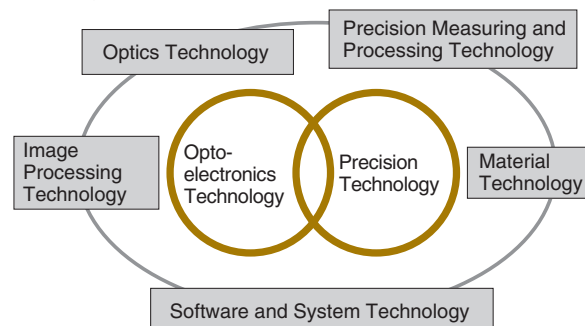 Optics Technology
Precision Measuring and
Processing Technology
Image
Processing
Technology
Opto-
electronics
Technology
Precision
Technology
Material
Technology
Software and System Technology